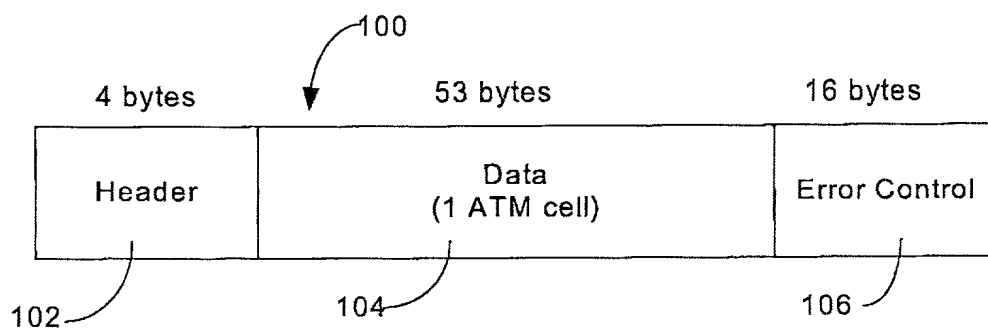 100
4 bytes
53 bytes
16 bytes
Header
Data
(1 ATM cell)
Error Control
102
104
106